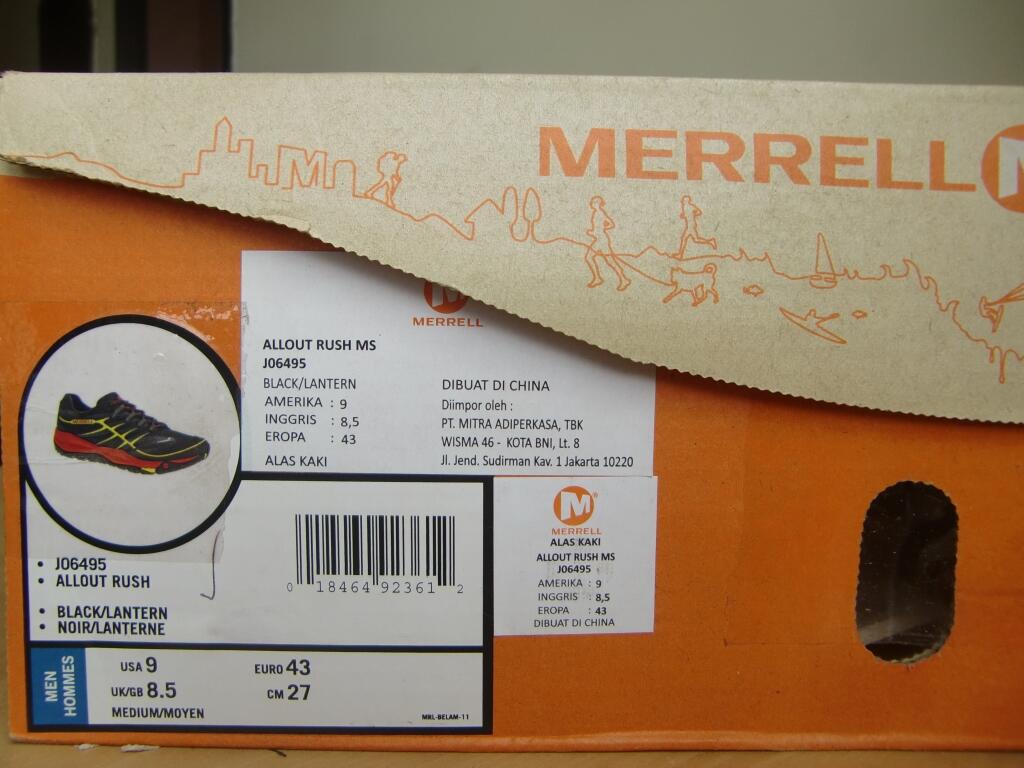 MERRELL M
M
MERRELL
ALLOUT RUSH MS
J06495
BLACK/LANTERN
AMERIKA : 9
INGGRIS : 8,5
EROPA : 43
ALAS KAKI
DIBUAT DI CHINA
Diimpor oleh :
PT. MITRA ADIPERKASA, TBK
WISMA 46 - KOTA BNI, Lt. 8
Jl. Jend. Sudirman Kav. 1 Jakarta 10220
MERRELL
• J06495
• ALLOUT RUSH
• BLACK/LANTERN
• NOIR/LANTERNE
0 18464 92361 2
MEN
HOMMES
USA 9
UK/GB 8.5
MEDIUM/MOYEN
EURO 43
CM 27
MRL-BELAM-11
M®
MERRELL
ALAS KAKI
ALLOUT RUSH MS
J06495
AMERIKA : 9
INGGRIS : 8,5
EROPA : 43
DIBUAT DI CHINA